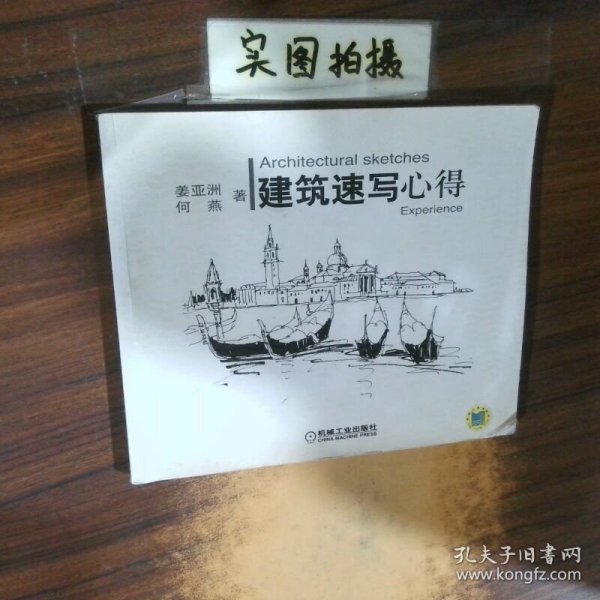 实图拍摄
Architectural sketches
姜亚洲
何燕 著
建筑速写心得
Experience
机械工业出版社
CHINA MACHINE PRESS
孔夫子旧书网
www.kongfz.com